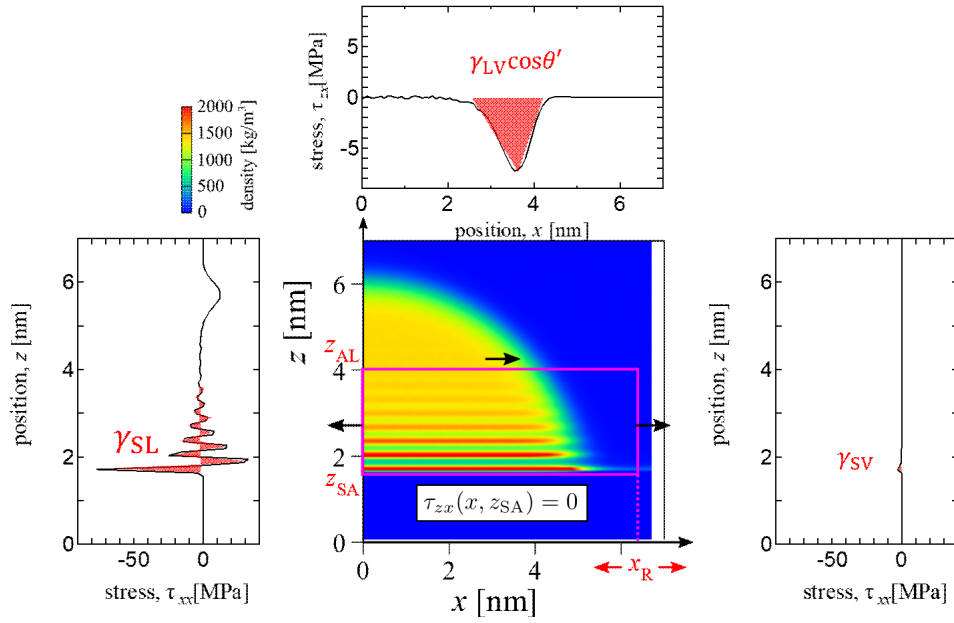 stress, τzx[MPa]
5
0
-5
γLVcosθ′
0
2
4
6
position, x [nm]
density [kg/m³]
2000
1500
1000
500
0
position, z [nm]
6
4
2
0
γSL
-50
0
stress, τxx[MPa]
z [nm]
6
zAL
4
2
zSA
0
τzx(x, zSA) = 0
0
2
4
xR
x [nm]
position, z [nm]
6
4
2
0
γSV
-50
0
stress, τxx[MPa]